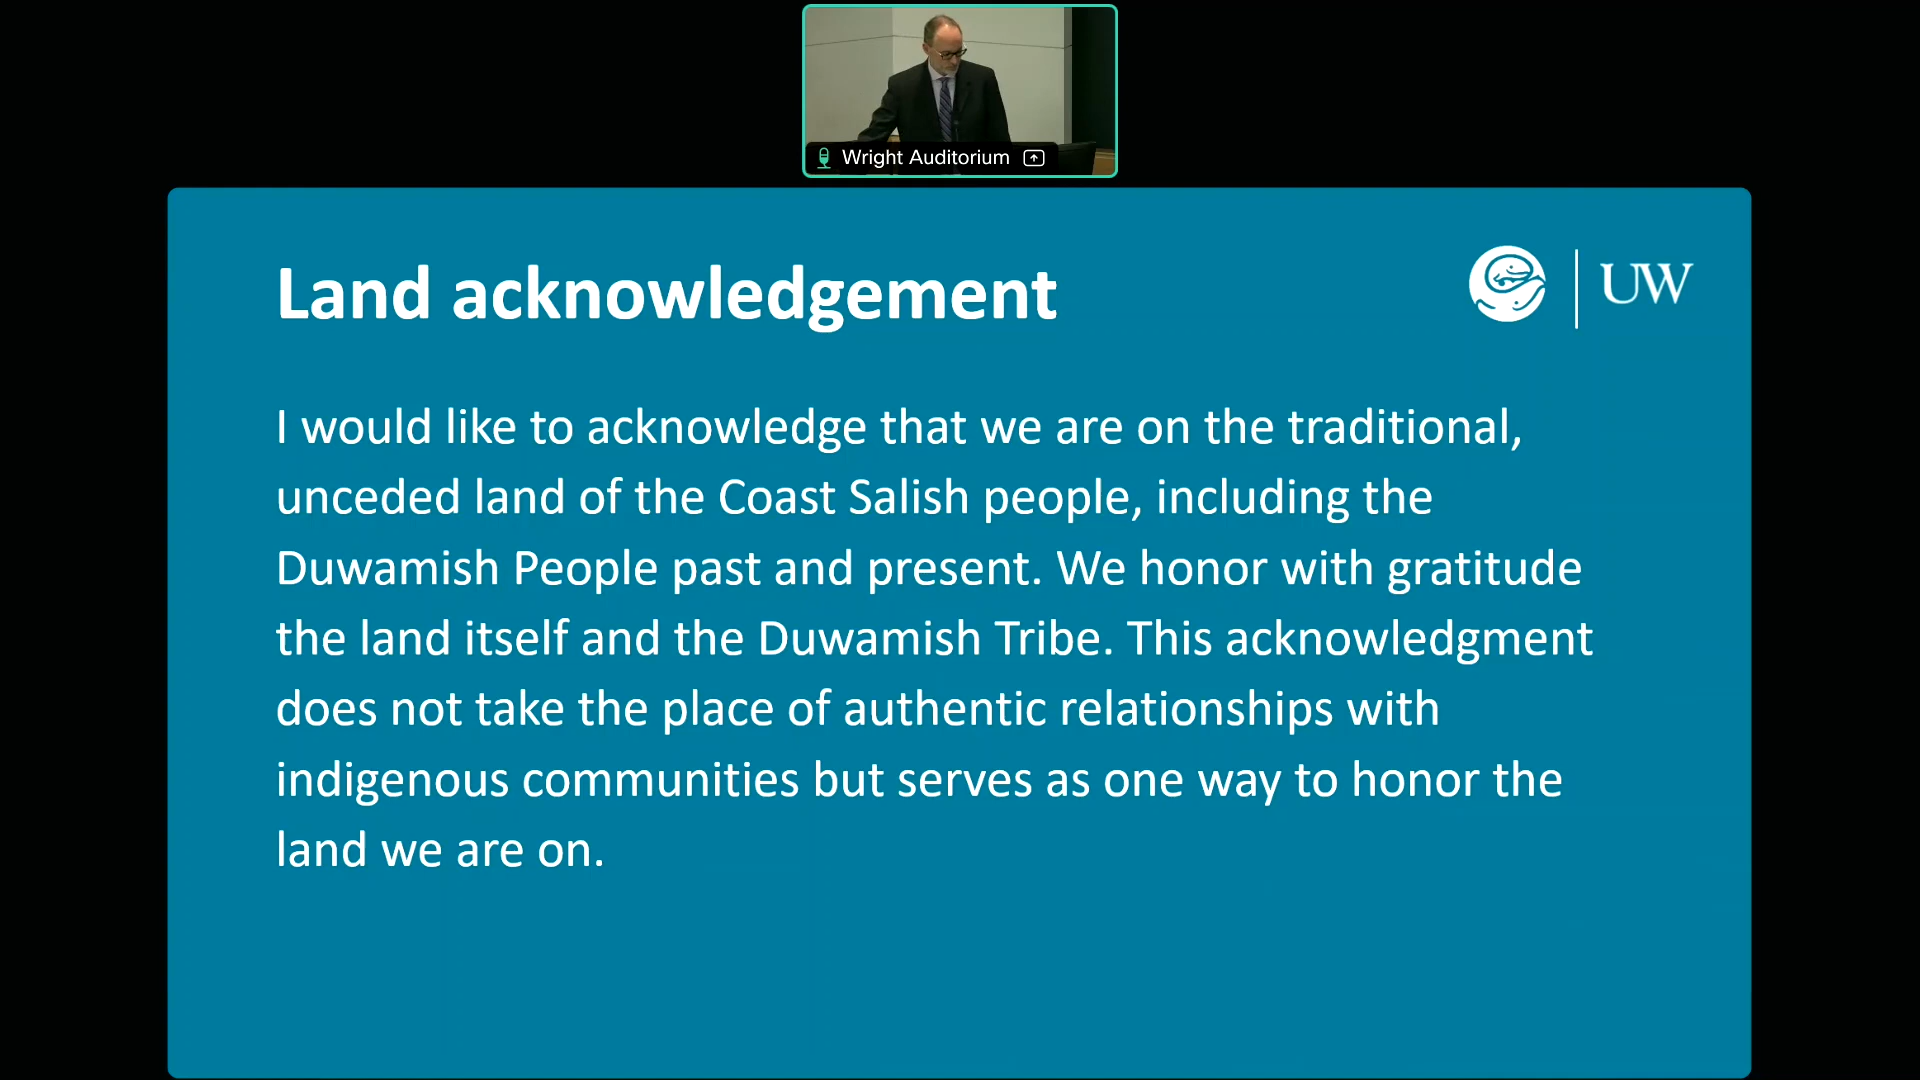 Wright Auditorium
Land acknowledgement
UW
I would like to acknowledge that we are on the traditional,
unceded land of the Coast Salish people, including the
Duwamish People past and present. We honor with gratitude
the land itself and the Duwamish Tribe. This acknowledgment
does not take the place of authentic relationships with
indigenous communities but serves as one way to honor the
land we are on.